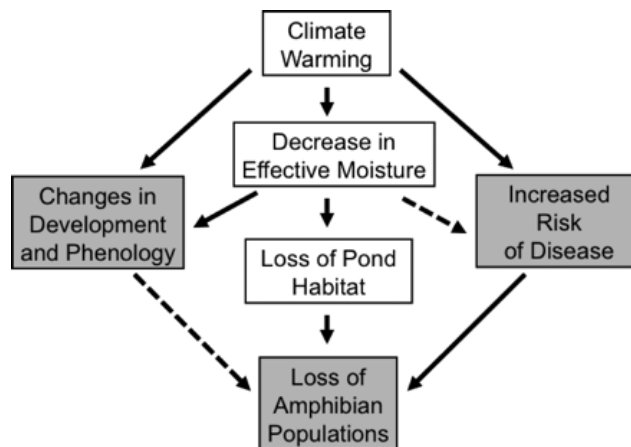 Climate
Warming
Decrease in
Effective Moisture
Changes in
Development
and Phenology
Increased
Risk
of Disease
Loss of Pond
Habitat
Loss of
Amphibian
Populations